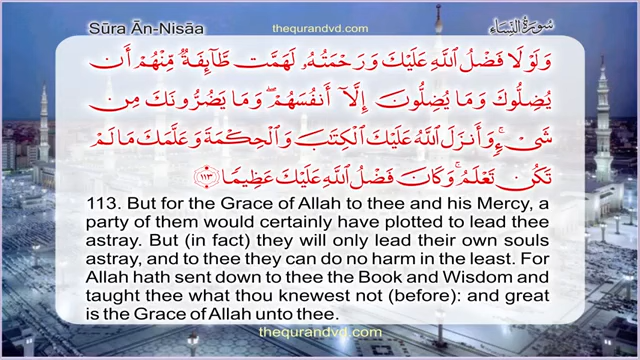 Sūra Ān-Nisāa
thequrandvd.com
سُورَةُ النِّسَاءِ
وَلَوْلَا فَضْلُ ٱللَّهِ عَلَيْكَ وَرَحْمَتُهُۥ لَهَمَّت طَّآئِفَةٌ مِّنْهُمْ أَن
يُضِلُّوكَ وَمَا يُضِلُّونَ إِلَّآ أَنفُسَهُمْ ۖ وَمَا يَضُرُّونَكَ مِن
شَىْءٍ ۚ وَأَنزَلَ ٱللَّهُ عَلَيْكَ ٱلْكِتَـٰبَ وَٱلْحِكْمَةَ وَعَلَّمَكَ مَا لَمْ
تَكُن تَعْلَمُ ۚ وَكَانَ فَضْلُ ٱللَّهِ عَلَيْكَ عَظِيمًا ١١٣
113. But for the Grace of Allah to thee and his Mercy, a
party of them would certainly have plotted to lead thee
astray. But (in fact) they will only lead their own souls
astray, and to thee they can do no harm in the least. For
Allah hath sent down to thee the Book and Wisdom and
taught thee what thou knewest not (before): and great
is the Grace of Allah unto thee.
thequrandvd.com